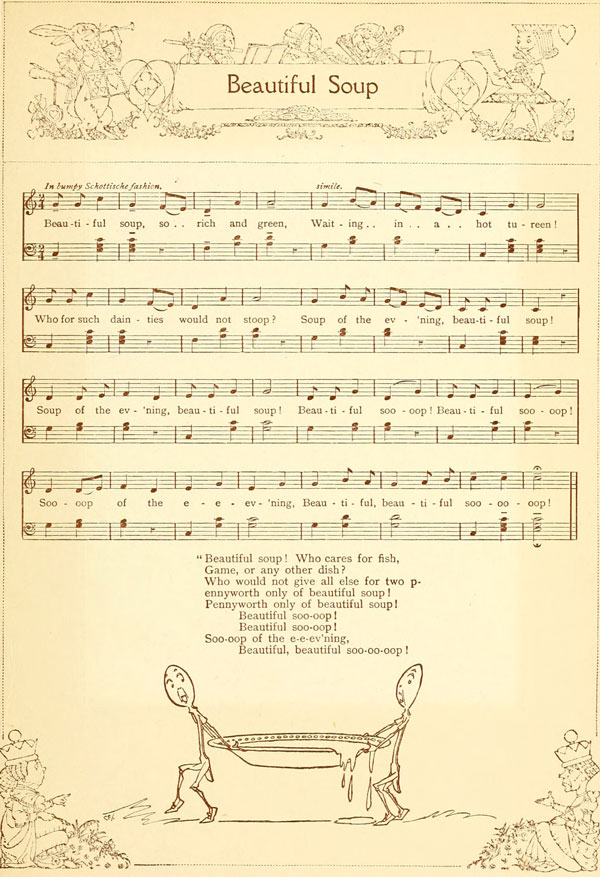 Beautiful Soup
In bumpy Schottische fashion. simile.
Beau-ti-ful soup, so . . rich and green, Wait-ing . . in . . a . . hot tu-reen!
Who for such dain-ties would not stoop? Soup of the ev-'ning, beau-ti-ful soup!
Soup of the ev-'ning, beau-ti-ful soup! Beau-ti-ful soo-oop! Beau-ti-ful soo-oop!
Soo-oop of the e-e-ev-'ning, Beau-ti-ful, beau-ti-ful soo-oo-oop!
"Beautiful soup! Who cares for fish,
Game, or any other dish?
Who would not give all else for two p-
ennyworth only of beautiful soup!
Pennyworth only of beautiful soup!
Beautiful soo-oop!
Beautiful soo-oop!
Soo-oop of the e-e-ev'ning,
Beautiful, beautiful soo-oo-oop!